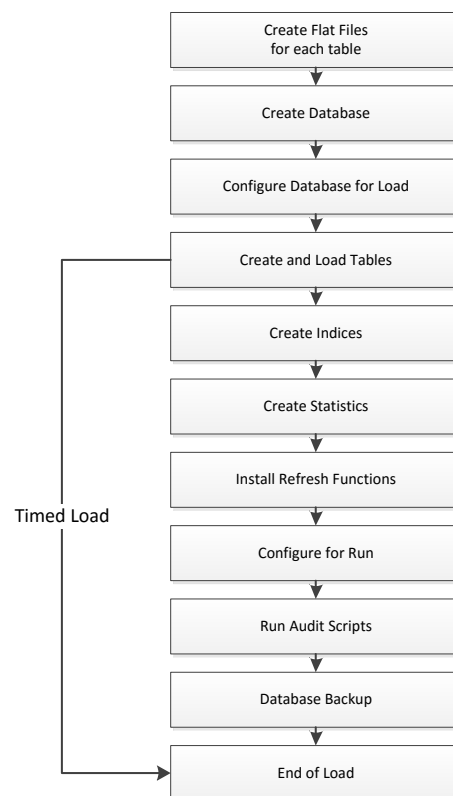 Create Flat Files
for each table
Create Database
Configure Database for Load
Create and Load Tables
Create Indices
Create Statistics
Install Refresh Functions
Timed Load
Configure for Run
Run Audit Scripts
Database Backup
End of Load